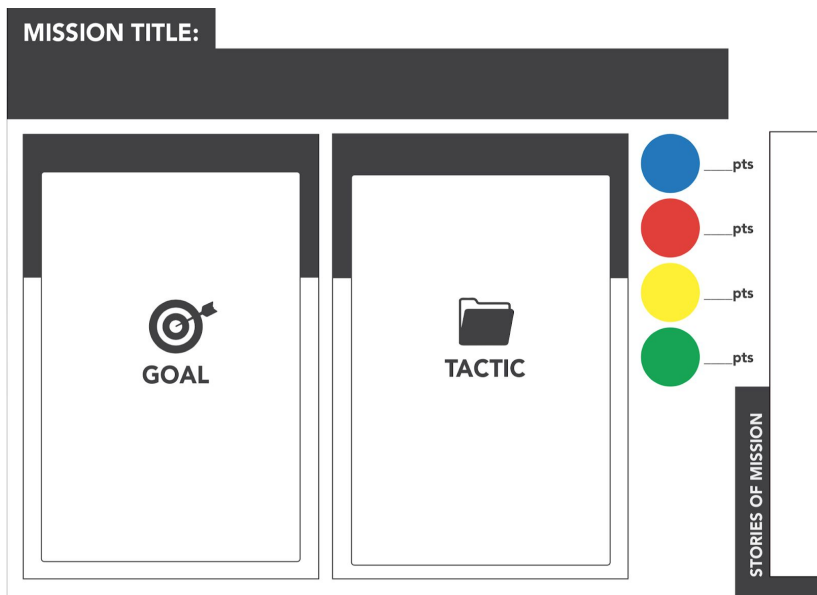 MISSION TITLE:
GOAL
TACTIC
____pts
____pts
____pts
____pts
STORIES OF MISSION